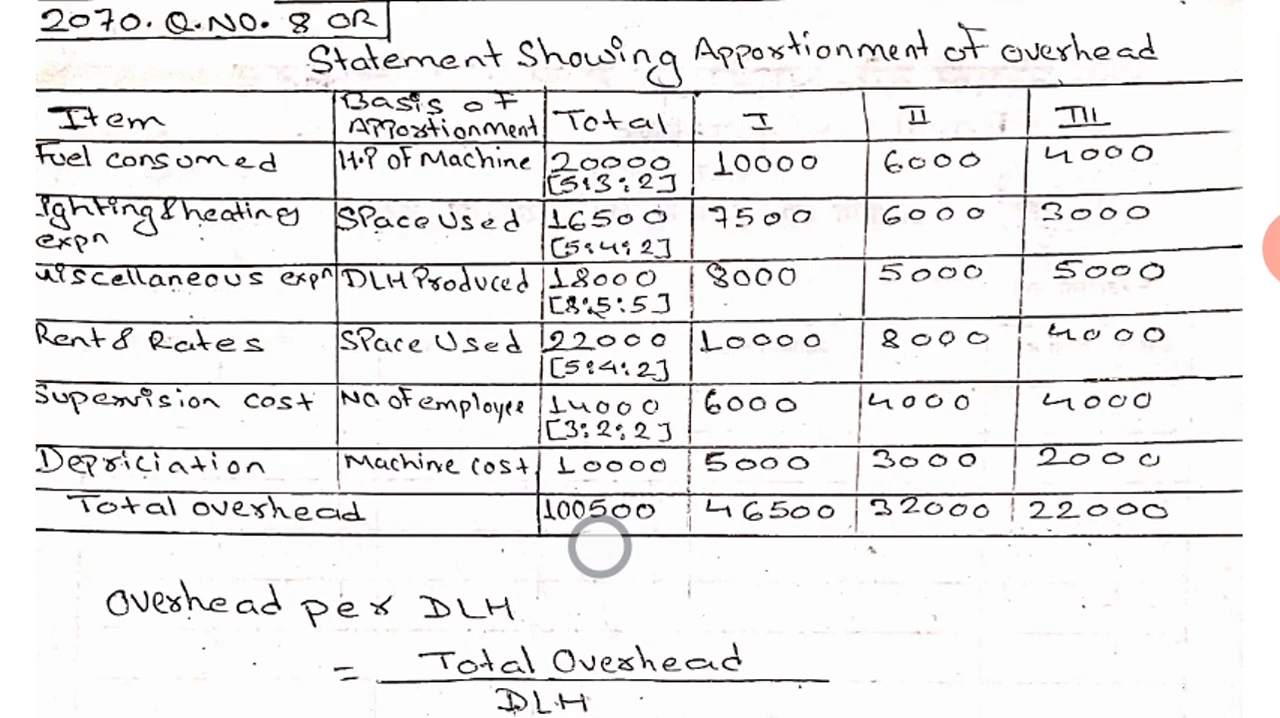 2070. Q.NO. 8 OR
Statement Showing Apportionment of overhead
Item | Basis of Apportionment | Total | I | II | III
Fuel consumed | H.P of Machine | 20000 [5:3:2] | 10000 | 6000 | 4000
ighting & heating expn | SPace Used | 16500 [5:4:2] | 7500 | 6000 | 3000
iscellaneous expn | DLH Produced | 18000 [8:5:5] | 8000 | 5000 | 5000
Rent & Rates | SPace Used | 22000 [5:4:2] | 10000 | 8000 | 4000
Supervision cost | No of employee | 14000 [3:2:2] | 6000 | 4000 | 4000
Depriciation | Machine cost | 10000 | 5000 | 3000 | 2000
Total overhead | 100500 | 46500 | 32000 | 22000
Overhead per DLH
= Total Overhead
DLH